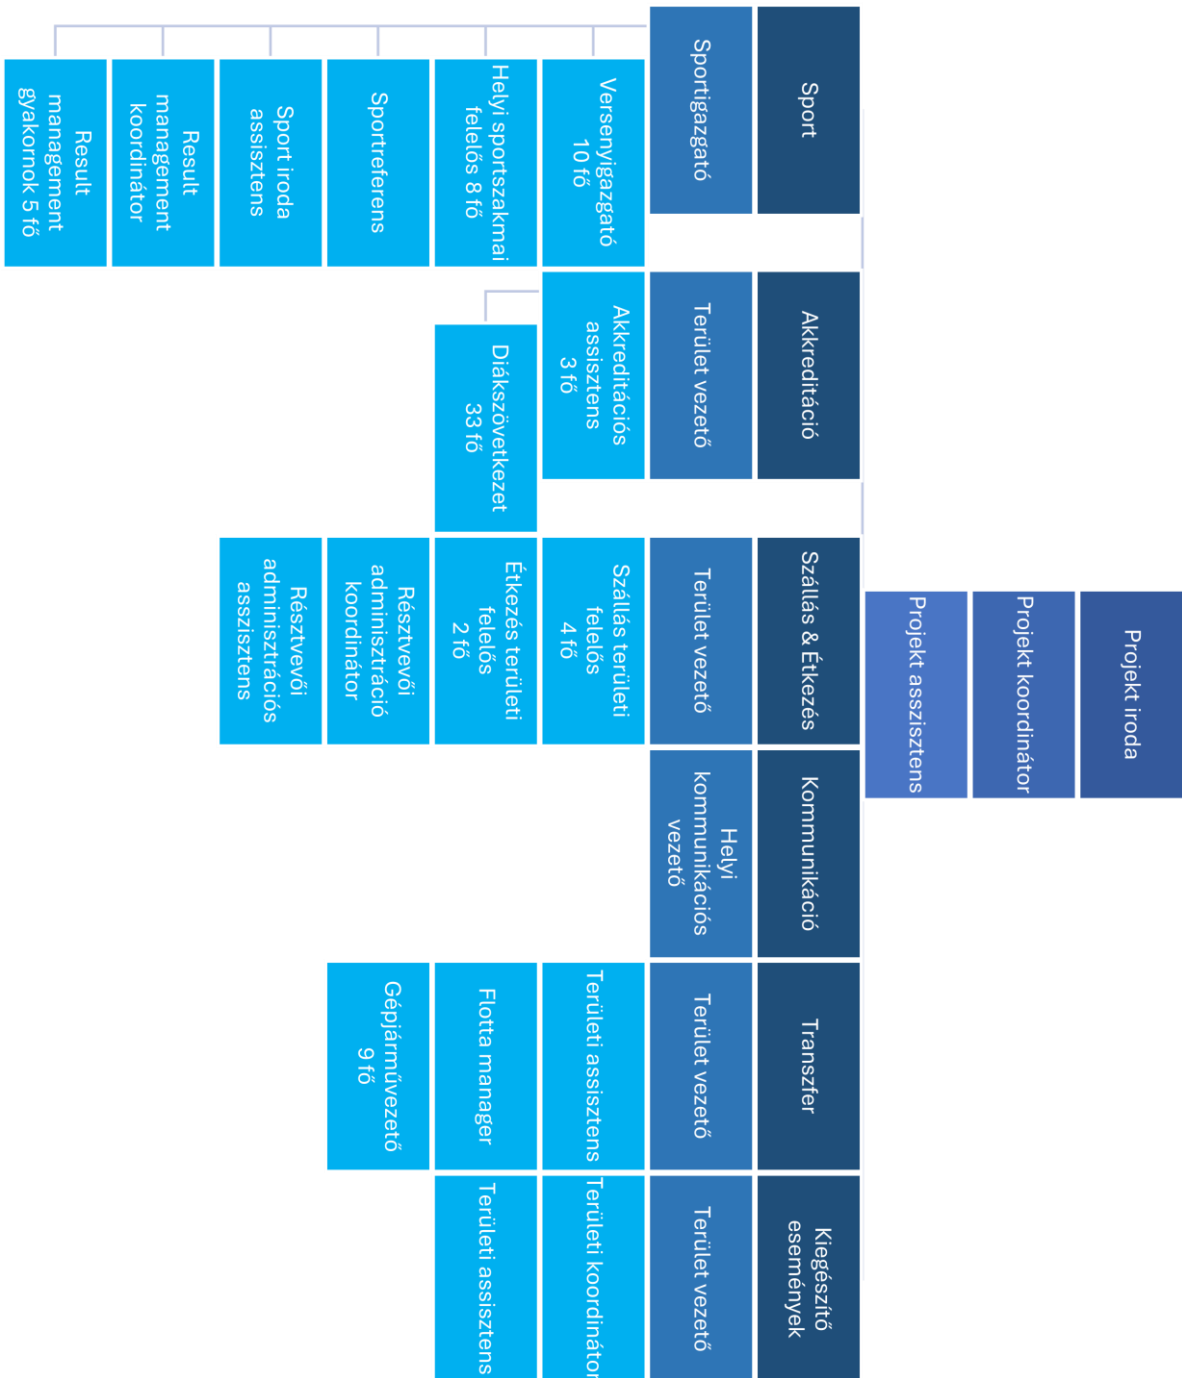 Projekt iroda
Projekt koordinátor
Projekt asszisztens
Sport
Sportigazgató
Versenyigazgató
10 fő
Helyi sportszakmai
felelős 8 fő
Sportreferens
Sport iroda
assisztens
Result
management
koordinátor
Result
management
gyakornok 5 fő
Akkreditáció
Terület vezető
Akkreditációs
assisztens
3 fő
Diákszövetkezet
33 fő
Szállás & Étkezés
Terület vezető
Szállás területi
felelős
4 fő
Étkezés területi
felelős
2 fő
Résztvevői
adminisztráció
koordinátor
Résztvevői
adminisztrációs
asszisztens
Kommunikáció
Helyi
kommunikációs
vezető
Transzfer
Terület vezető
Területi assisztens
Flotta manager
Gépjárművezető
9 fő
Kiegészítő
események
Terület vezető
Területi koordinátor
Területi assisztens